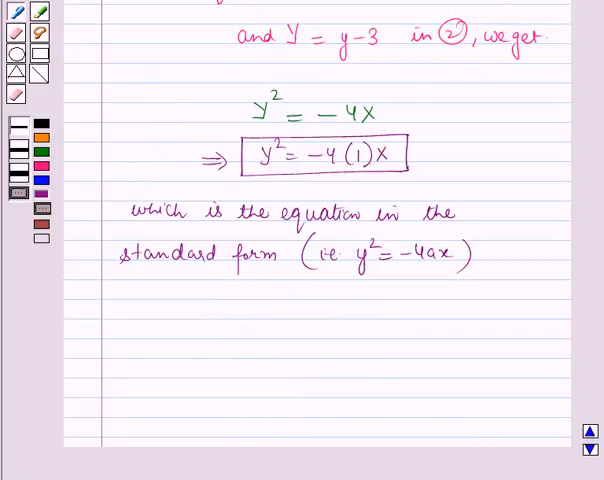 and Y = y-3 in ②, we get.
Y² = -4X
⇒ Y² = -4(1)X
which is the equation in the
standard form (i.e. y² = -4ax)